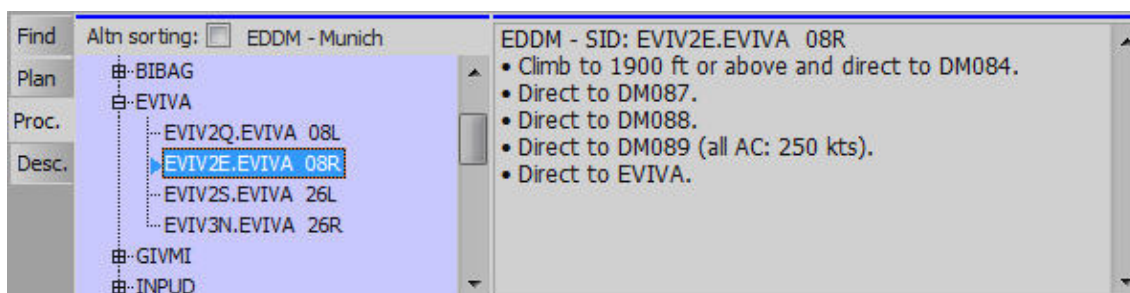 Find
Plan
Proc.
Desc.
Altn sorting: EDDM - Munich
BIBAG
EVIVA
EVIV2Q.EVIVA 08L
EVIV2E.EVIVA 08R
EVIV2S.EVIVA 26L
EVIV3N.EVIVA 26R
GIVMI
INPUD
EDDM - SID: EVIV2E.EVIVA 08R
• Climb to 1900 ft or above and direct to DM084.
• Direct to DM087.
• Direct to DM088.
• Direct to DM089 (all AC: 250 kts).
• Direct to EVIVA.